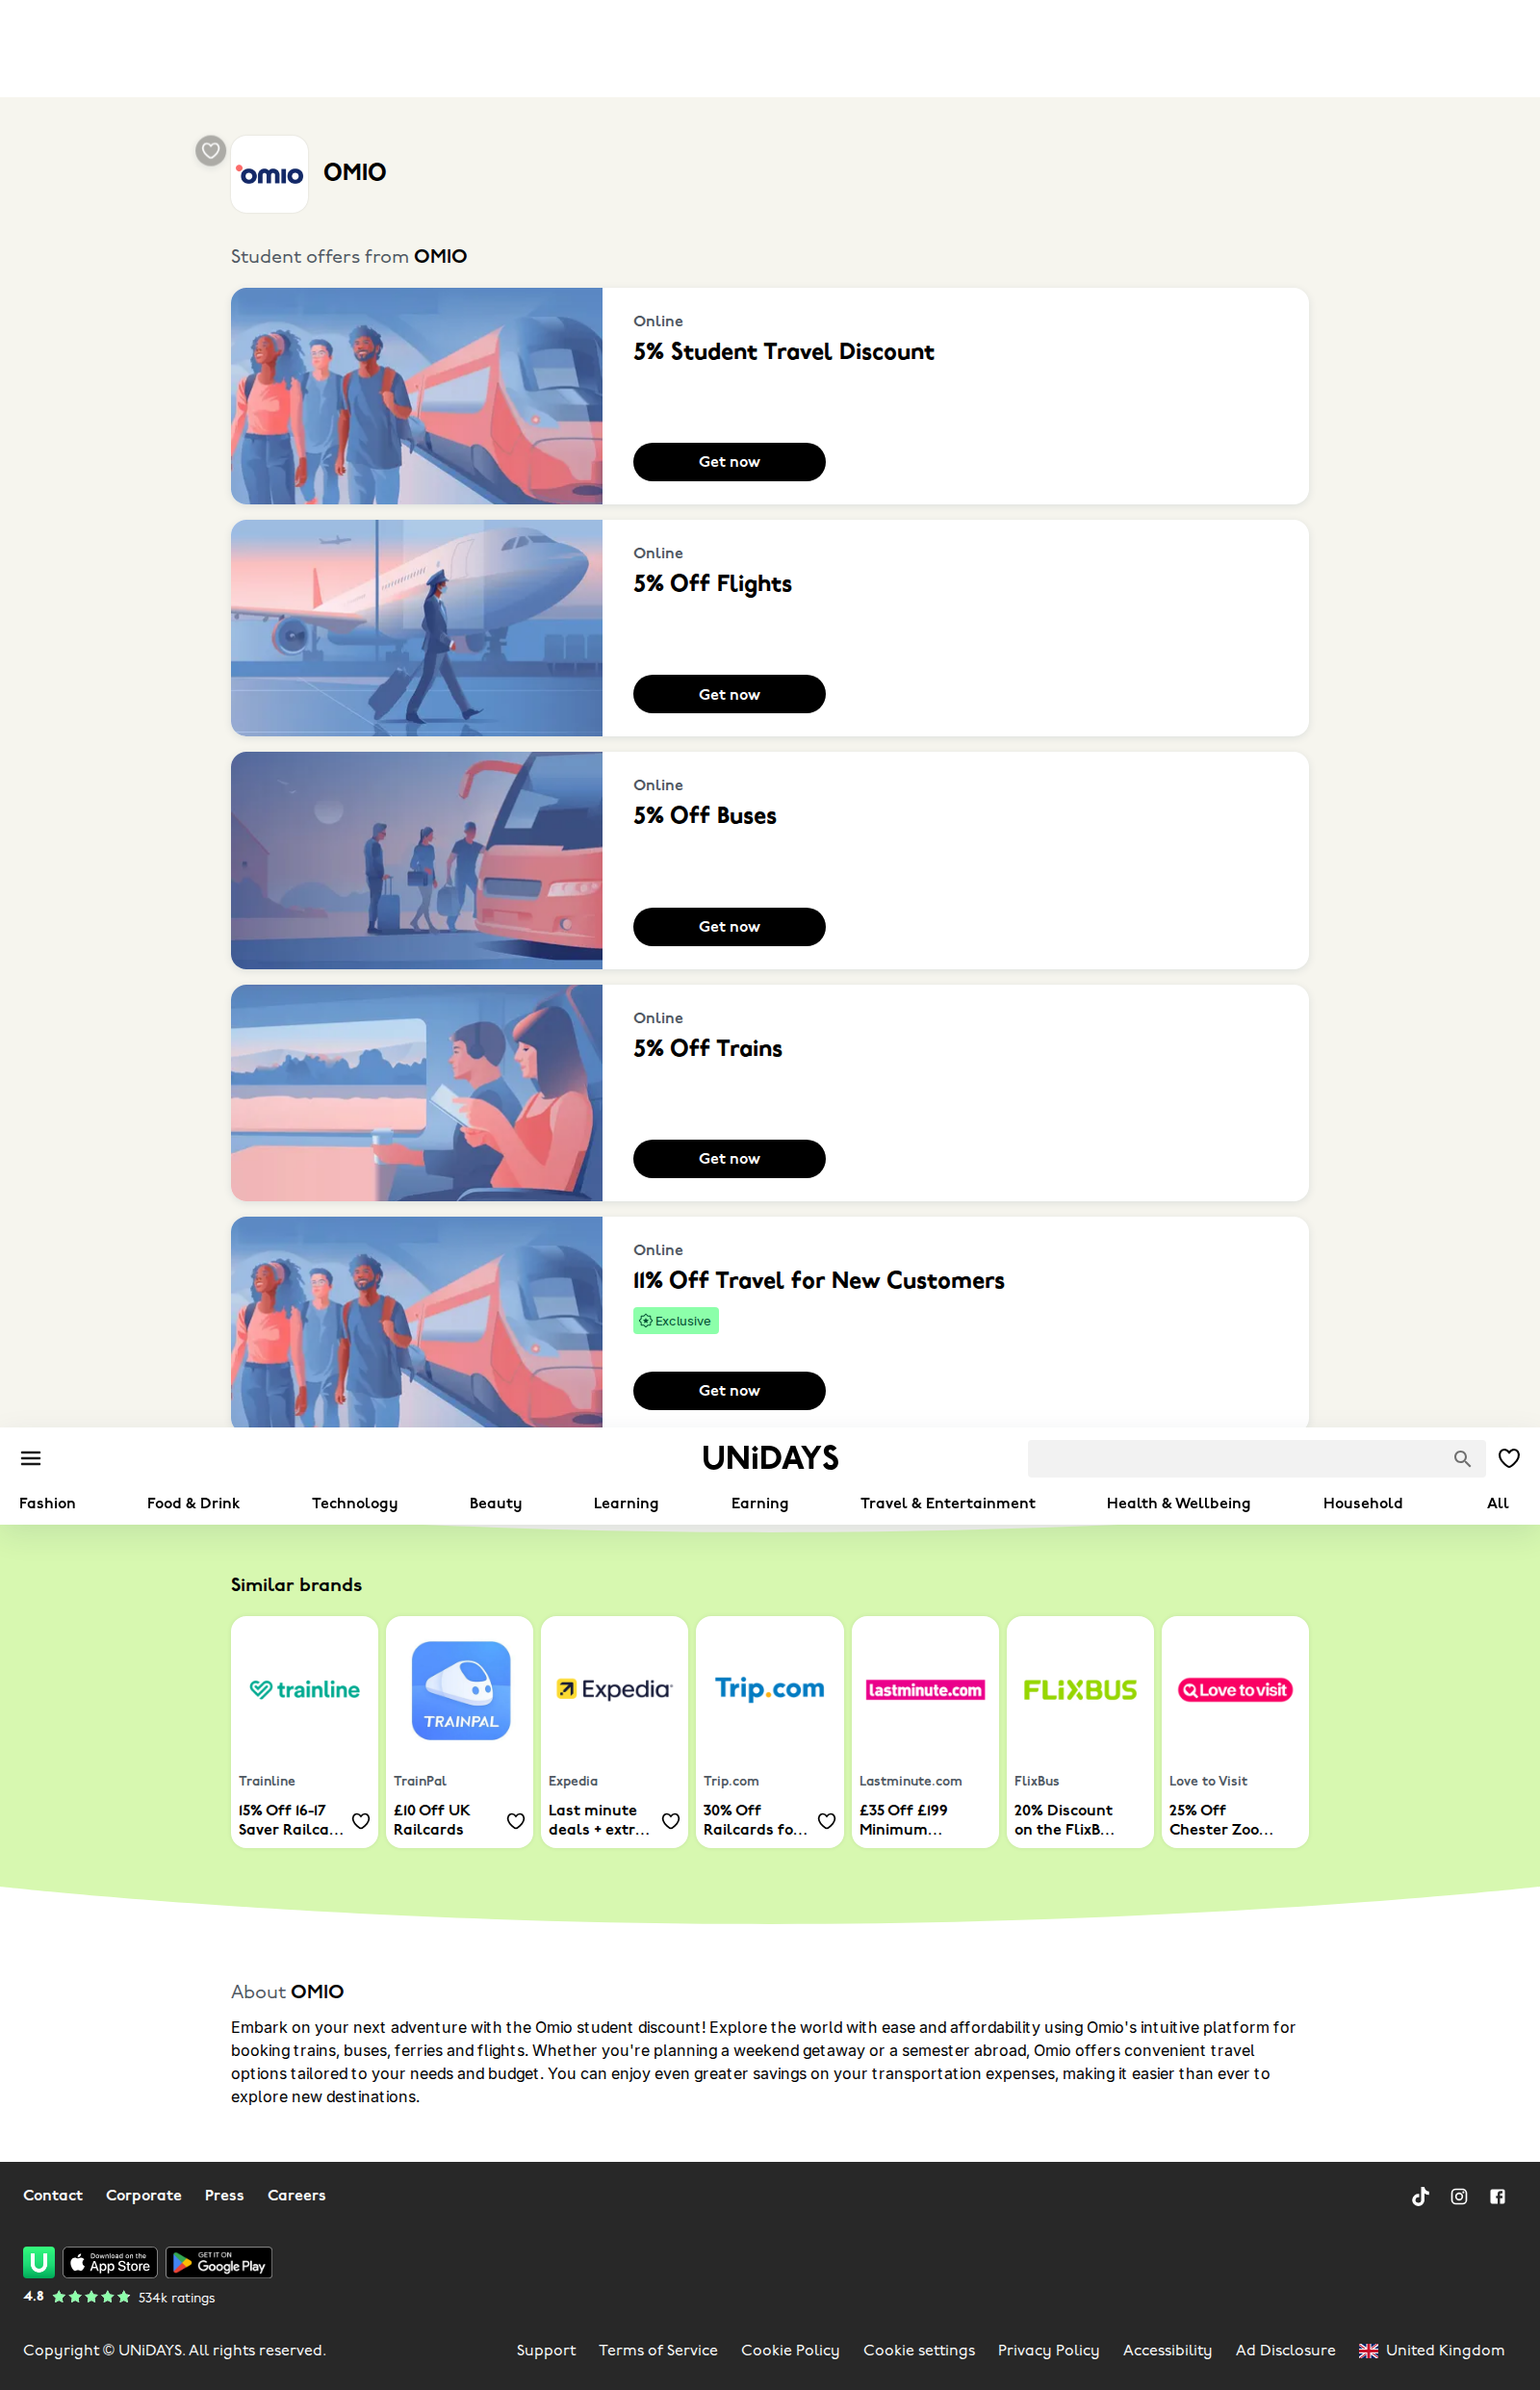 omio
OMIO
Student offers from OMIO
Online
5% Student Travel Discount
Get now
Online
5% Off Flights
Get now
Online
5% Off Buses
Get now
Online
5% Off Trains
Get now
Online
11% Off Travel for New Customers
Exclusive
Get now
UNiDAYS
Fashion
Food & Drink
Technology
Beauty
Learning
Earning
Travel & Entertainment
Health & Wellbeing
Household
All
Similar brands
trainline
Trainline
15% Off 16-17
Saver Railca...
TRAINPAL
TrainPal
£10 Off UK
Railcards
Expedia
Expedia
Last minute
deals + extr...
Trip.com
Trip.com
30% Off
Railcards fo...
lastminute.com
Lastminute.com
£35 Off £199
Minimum...
FLiXBUS
FlixBus
20% Discount
on the FlixB...
Love to visit
Love to Visit
25% Off
Chester Zoo...
About OMIO
Embark on your next adventure with the Omio student discount! Explore the world with ease and affordability using Omio's intuitive platform for
booking trains, buses, ferries and flights. Whether you're planning a weekend getaway or a semester abroad, Omio offers convenient travel
options tailored to your needs and budget. You can enjoy even greater savings on your transportation expenses, making it easier than ever to
explore new destinations.
Contact
Corporate
Press
Careers
U
Download on the
App Store
GET IT ON
Google Play
4.8
534k ratings
Copyright © UNiDAYS. All rights reserved.
Support
Terms of Service
Cookie Policy
Cookie settings
Privacy Policy
Accessibility
Ad Disclosure
United Kingdom